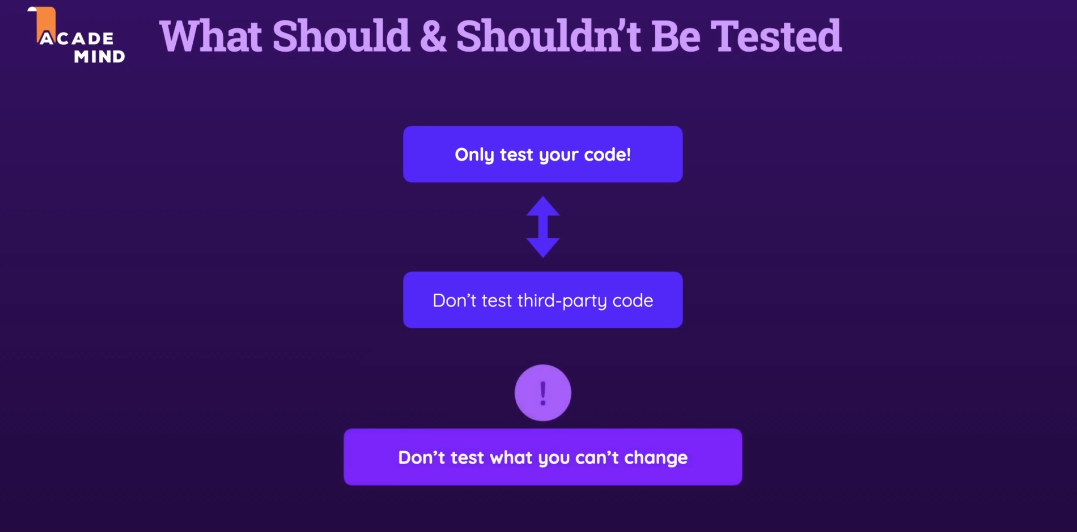 ACADE
MIND
What Should & Shouldn’t Be Tested
Only test your code!
Don’t test third-party code
!
Don’t test what you can’t change